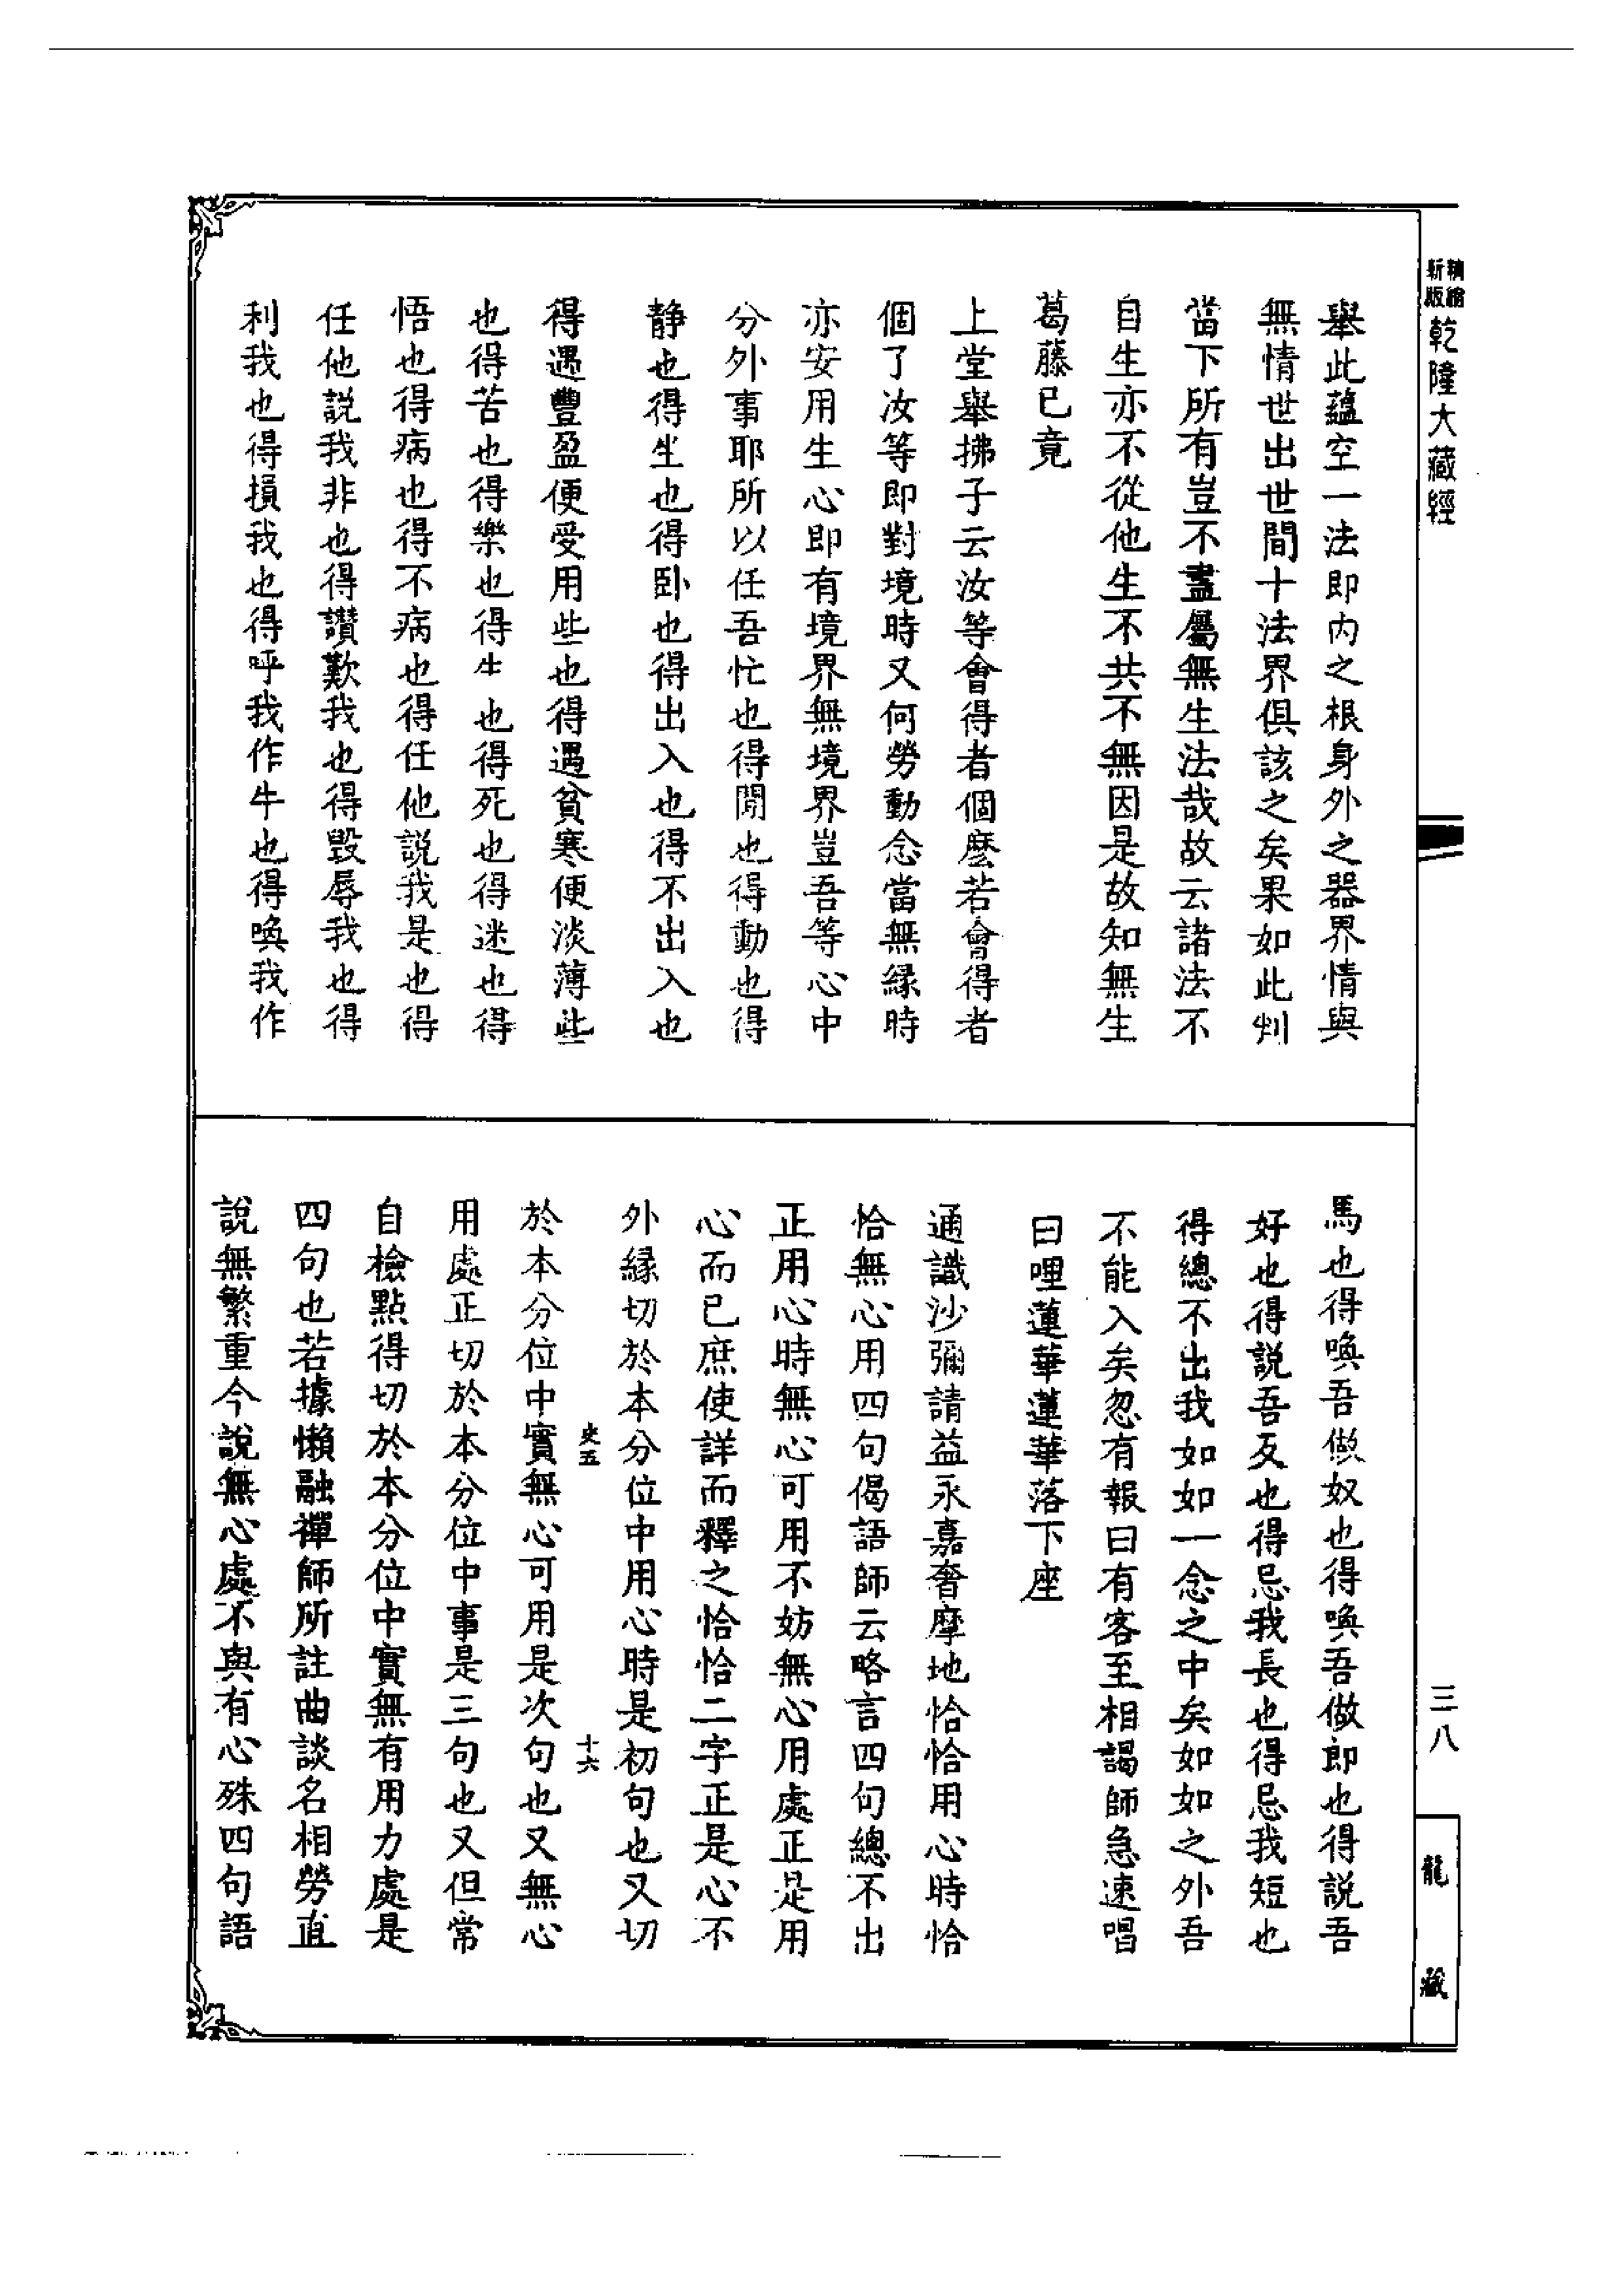 精繪
新版
乾隆大藏經
舉此蘊空一法即內之根身外之器界情與
無情世出世間十法界俱該之矣果如此判
當下所有豈不盡屬無生法哉故云諸法不
自生亦不從他生不共不無因是故知無生
葛藤已竟
上堂舉拂子云汝等會得者個麼若會得者
個了汝等即對境時又何勞動念當無緣時
亦安用生心即有境界無境界豈吾等心中
分外事耶所以任吾忙也得閒也得動也得
靜也得坐也得臥也得出入也得不出入也
得遇豐盈便受用些也得遇貧寒便淡薄些
也得苦也得樂也得生也得死也得迷也得
悟也得病也得不病也得任他說我是也得
任他說我非也得讚歎我也得毀辱我也得
利我也得損我也得呼我作牛也得喚我作
馬也得喚吾做奴也得喚吾做郎也得說吾
好也得說吾反也得忌我長也得忌我短也
得總不出我如如一念之中矣如如之外吾
不能入矣忽有報曰有客至相謁師急速唱
曰哩蓮華蓮華落下座
通識沙彌請益永嘉奢摩地恰恰用心時恰
恰無心用四句偈語師云略言四句總不出
正用心時無心可用不妨無心用處正是用
心而已庶使詳而釋之恰恰二字正是心不
外緣切於本分位中用心時是初句也又切
史五
十六
於本分位中實無心可用是次句也又無心
用處正切於本分位中事是三句也又但常
自檢點得切於本分位中實無有用力處是
四句也若據懶融禪師所註曲談名相勞直
說無繁重今說無心處不與有心殊四句語
三八
龍藏